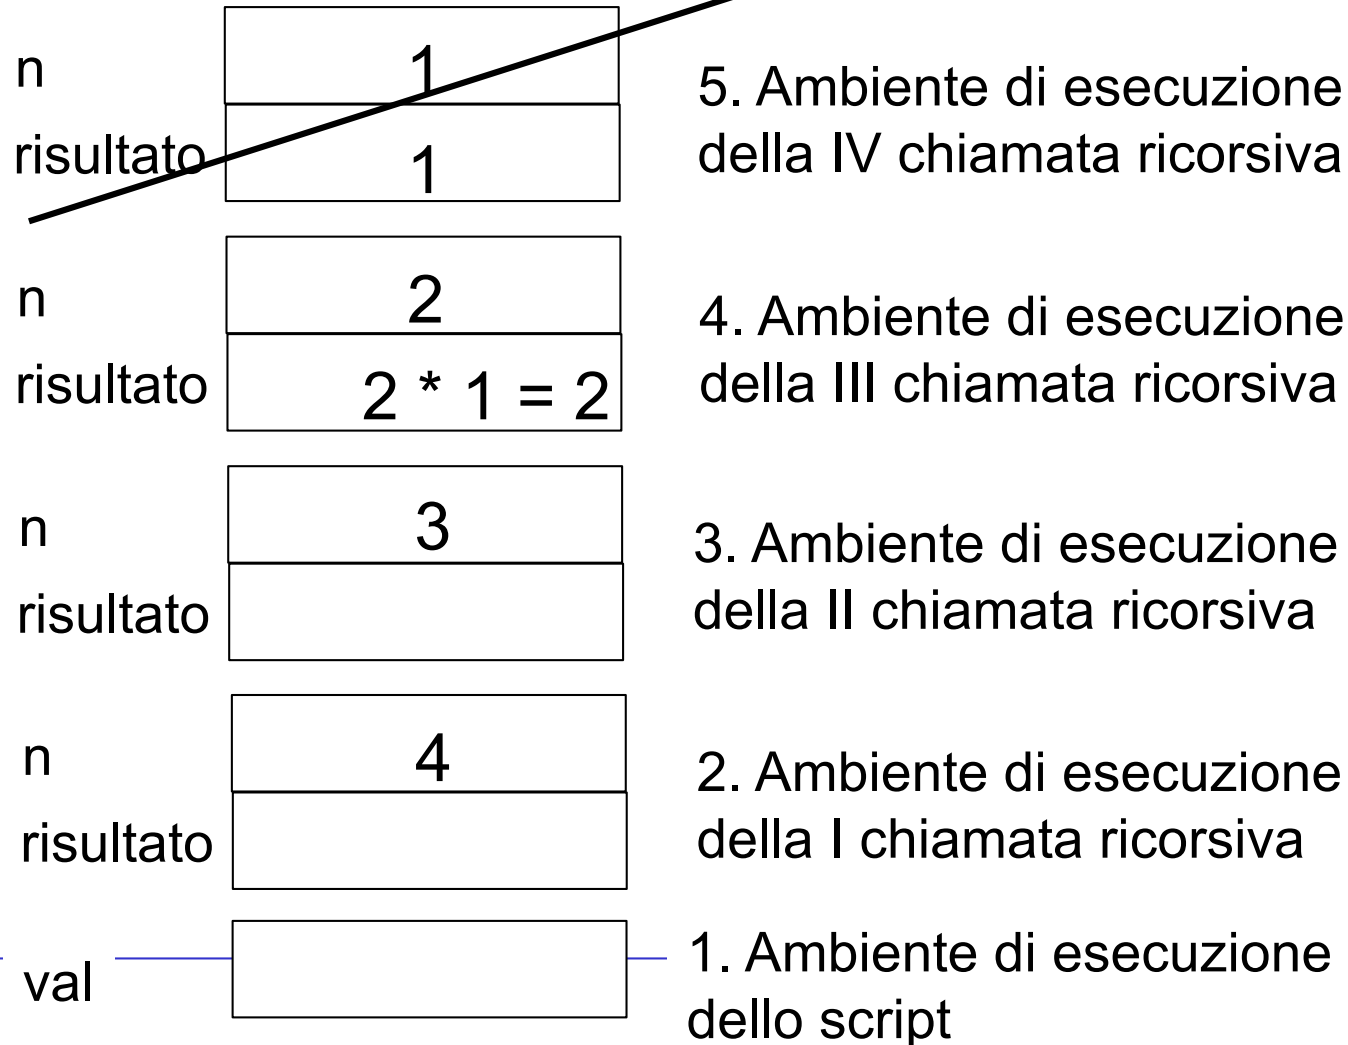 n
1
risultato
1
5. Ambiente di esecuzione
della IV chiamata ricorsiva
n
2
risultato
2 * 1 = 2
4. Ambiente di esecuzione
della III chiamata ricorsiva
n
3
risultato
3. Ambiente di esecuzione
della II chiamata ricorsiva
n
4
risultato
2. Ambiente di esecuzione
della I chiamata ricorsiva
val
1. Ambiente di esecuzione
dello script